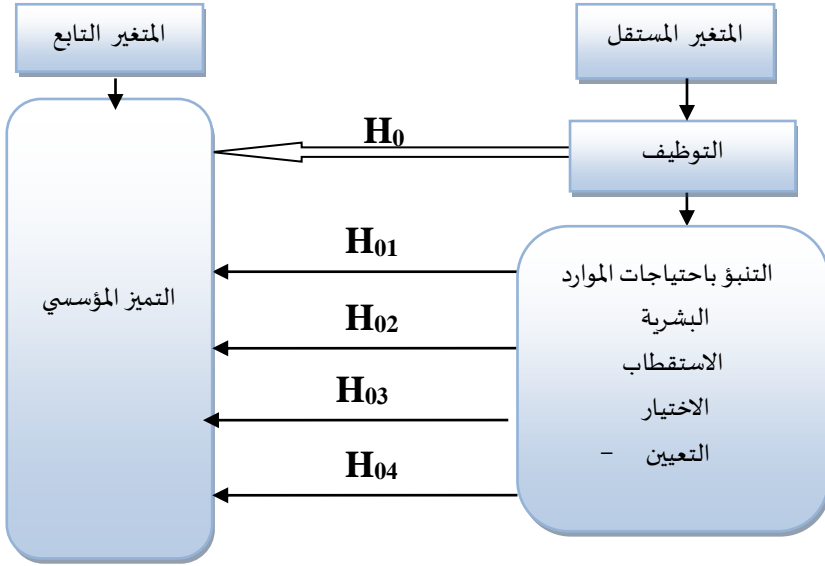 المتغير المستقل
المتغير التابع
التوظيف
H0
التميز المؤسسي
H01
H02
H03
H04
التنبؤ باحتياجات الموارد
البشرية
الاستقطاب
الاختيار
التعيين -